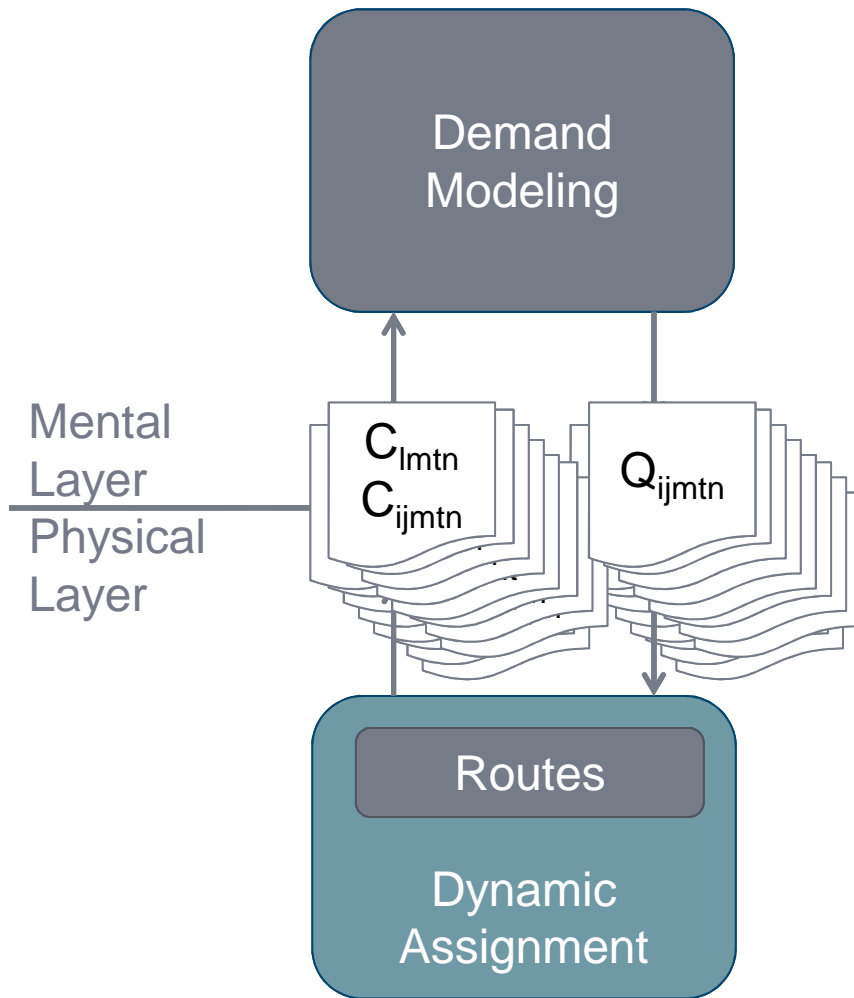 Demand
Modeling
Mental
Layer
Physical
Layer
Clmtn
Cijmtn
Qijmtn
Routes
Dynamic
Assignment